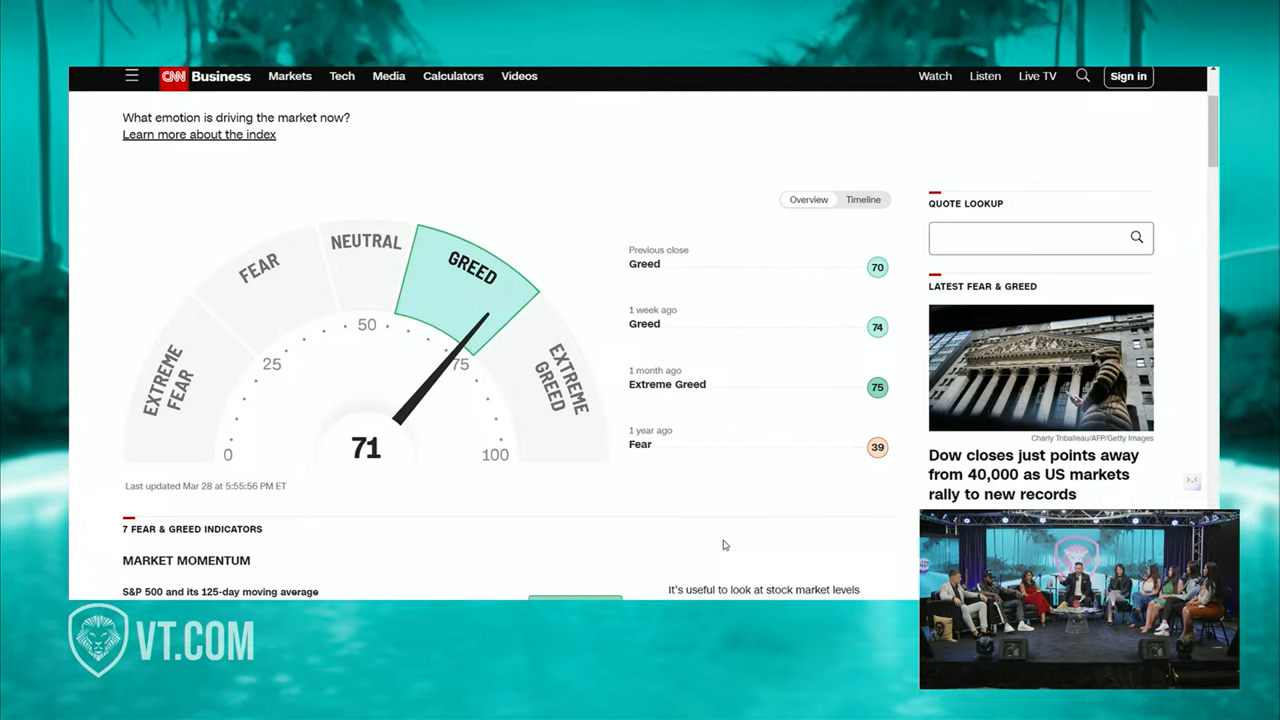 CNN Business Markets Tech Media Calculators Videos Watch Listen Live TV Sign in
What emotion is driving the market now?
Learn more about the index
Overview Timeline
EXTREME FEAR
FEAR
NEUTRAL
GREED
EXTREME GREED
0
25
50
75
100
71
Last updated Mar 28 at 5:55:56 PM ET
Previous close
Greed 70
1 week ago
Greed 74
1 month ago
Extreme Greed 75
1 year ago
Fear 39
QUOTE LOOKUP
LATEST FEAR & GREED
Charly Triballeau/AFP/Getty Images
Dow closes just points away
from 40,000 as US markets
rally to new records
7 FEAR & GREED INDICATORS
MARKET MOMENTUM
S&P 500 and its 125-day moving average
It's useful to look at stock market levels
VT.COM